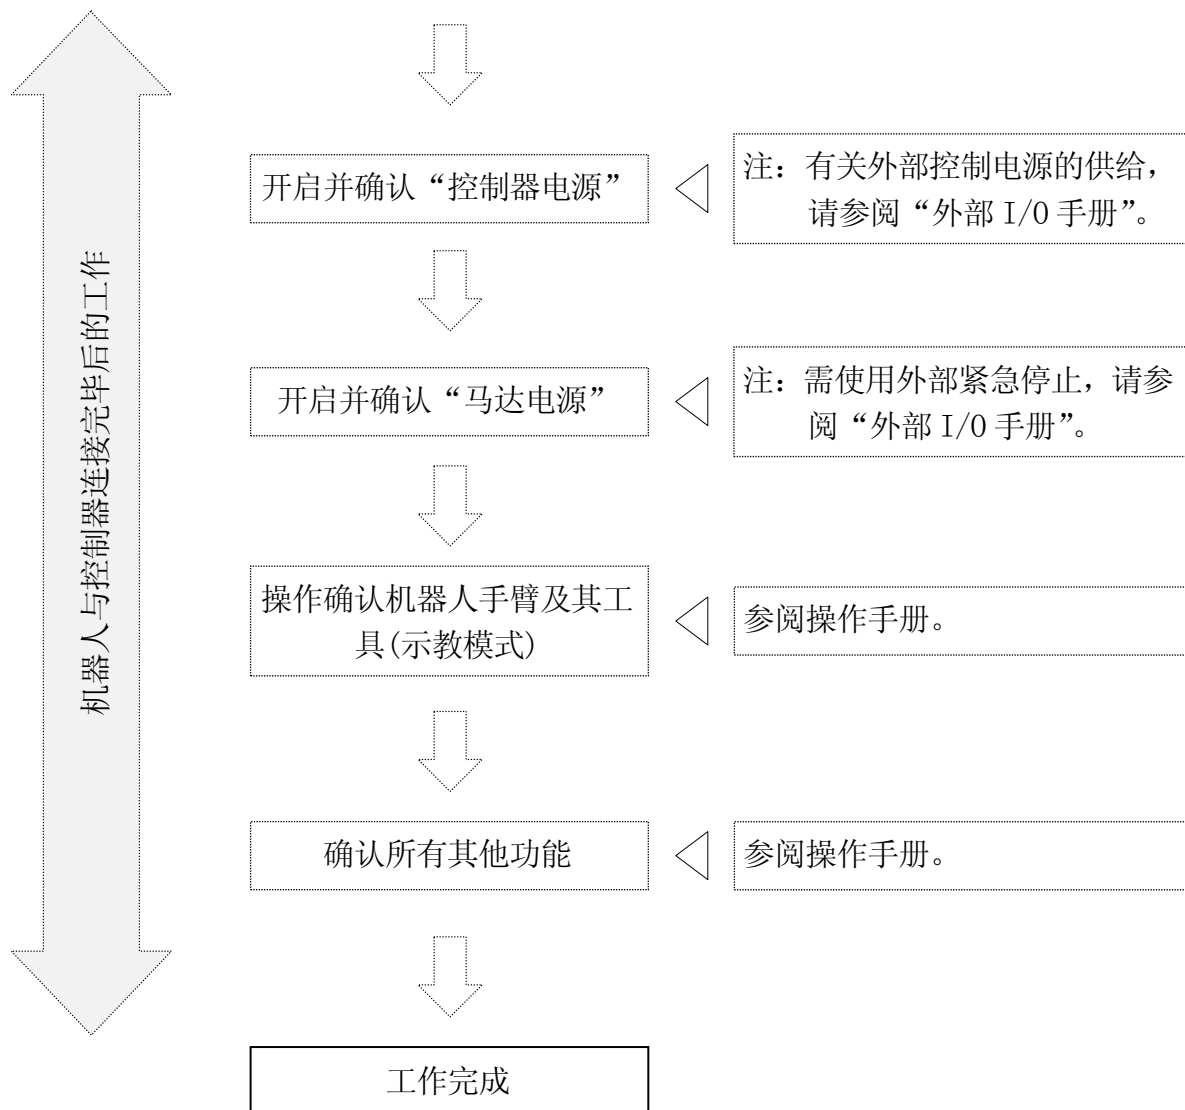 机器人与控制器连接完毕后的工作
开启并确认“控制器电源”
注：有关外部控制电源的供给，
请参阅“外部 I/O 手册”。
开启并确认“马达电源”
注：需使用外部紧急停止，请参
阅“外部 I/O 手册”。
操作确认机器人手臂及其工
具(示教模式)
参阅操作手册。
确认所有其他功能
参阅操作手册。
工作完成